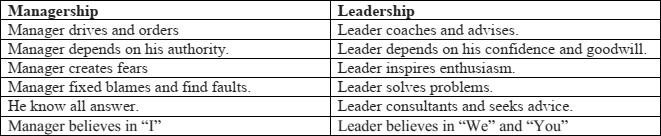 Managership Leadership
Manager drives and orders Leader coaches and advises.
Manager depends on his authority. Leader depends on his confidence and goodwill.
Manager creates fears Leader inspires enthusiasm.
Manager fixed blames and find faults. Leader solves problems.
He know all answer. Leader consultants and seeks advice.
Manager believes in “I” Leader believes in “We” and “You”